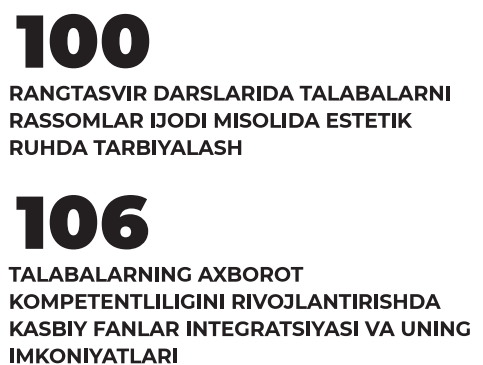 100
RANGTASVIR DARSLARIDA TALABALARNI
RASSOMLAR IJODI MISOLIDA ESTETIK
RUHDA TARBIYALASH
106
TALABALARNING AXBOROT
KOMPETENTLILIGINI RIVOJLANTIRISHDA
KASBIY FANLAR INTEGRATSIYASI VA UNING
IMKONIYATLARI